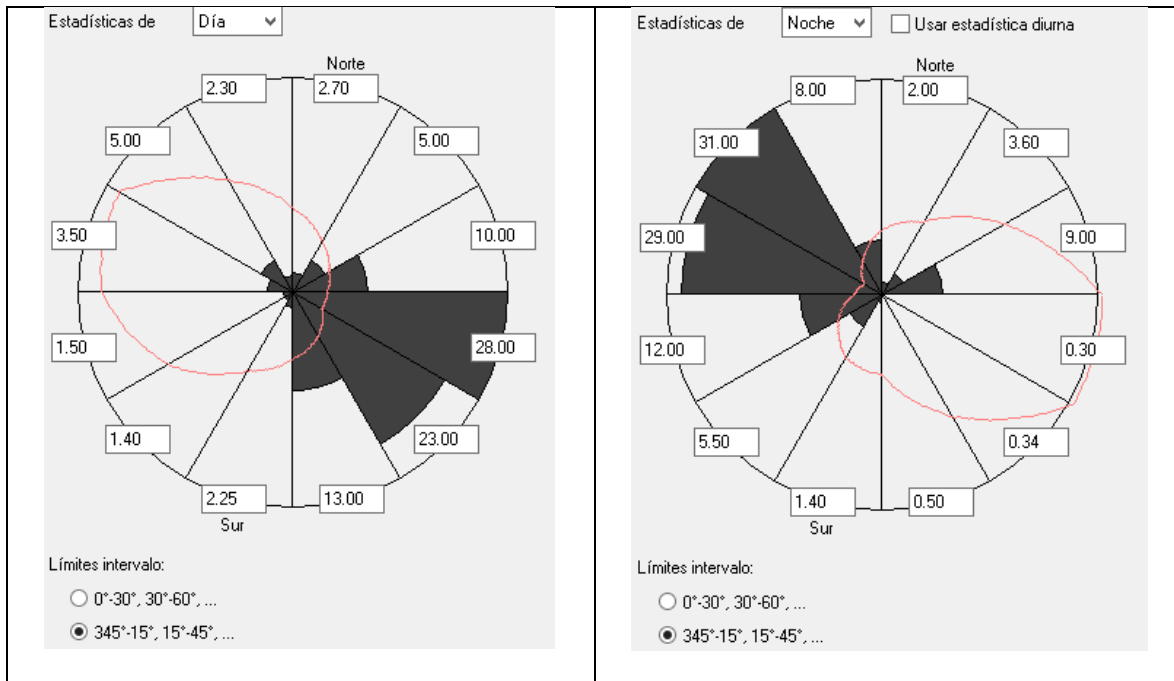 Estadísticas de Día
Norte
2.30 2.70
5.00 5.00
3.50 10.00
1.50 28.00
1.40 23.00
2.25 13.00
Sur
Límites intervalo:
0°-30°, 30°-60°, ...
345°-15°, 15°-45°, ...
Estadísticas de Noche Usar estadística diurna
Norte
8.00 2.00
31.00 3.60
29.00 9.00
12.00 0.30
5.50 0.34
1.40 0.50
Sur
Límites intervalo:
0°-30°, 30°-60°, ...
345°-15°, 15°-45°, ...